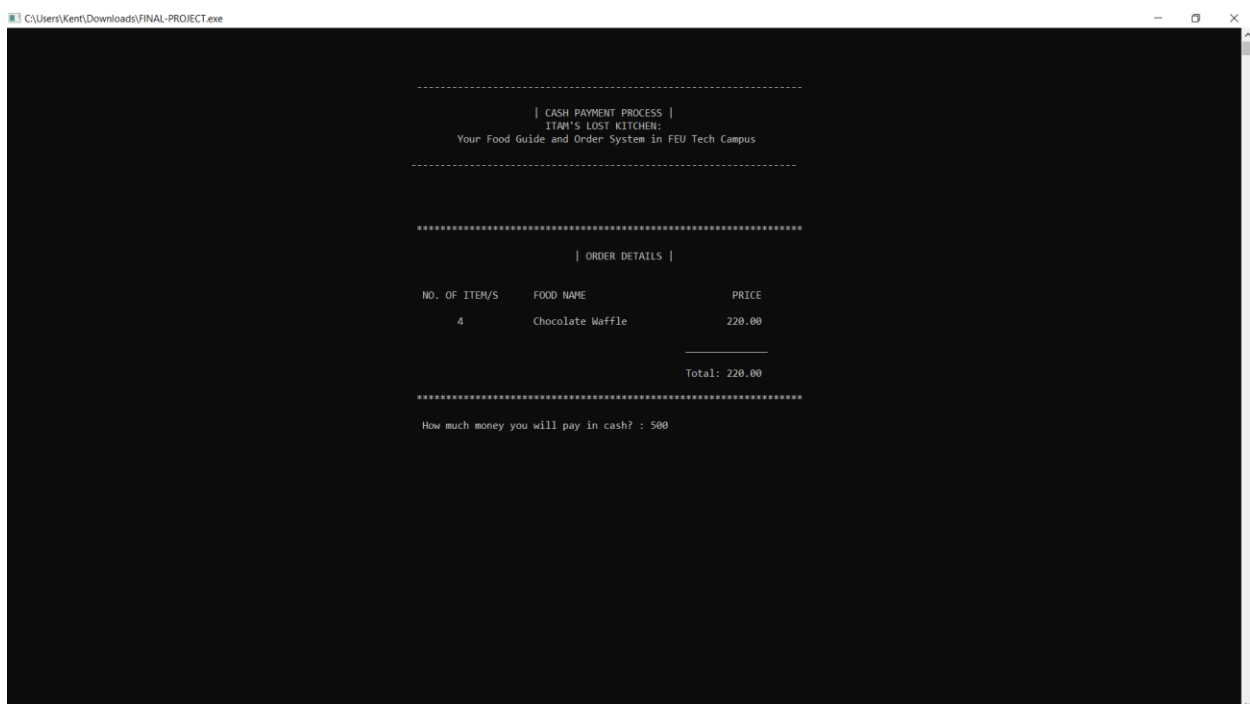 C:\Users\Kent\Downloads\FINAL-PROJECT.exe
-----------------------------------------------------------------
| CASH PAYMENT PROCESS |
ITAM'S LOST KITCHEN:
Your Food Guide and Order System in FEU Tech Campus
-----------------------------------------------------------------
******************************************************************
| ORDER DETAILS |
NO. OF ITEM/S FOOD NAME PRICE
4 Chocolate Waffle 220.00
______________
Total: 220.00
******************************************************************
How much money you will pay in cash? : 500